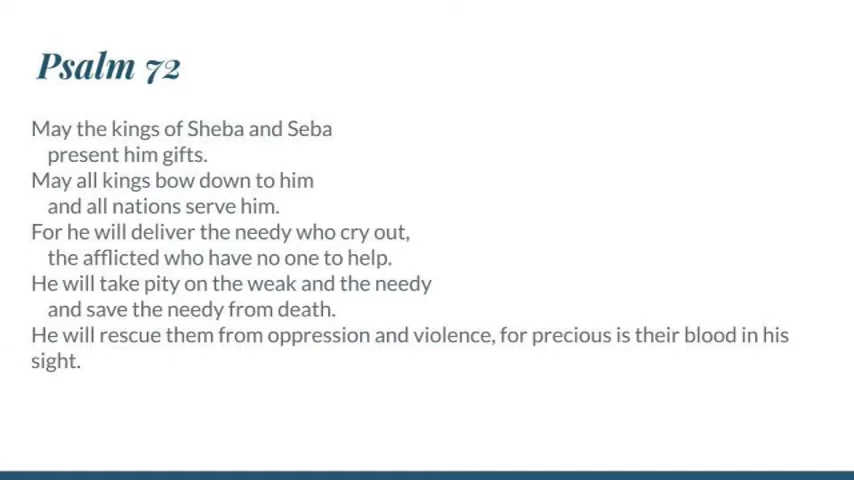 Psalm 72
May the kings of Sheba and Seba
present him gifts.
May all kings bow down to him
and all nations serve him.
For he will deliver the needy who cry out,
the afflicted who have no one to help.
He will take pity on the weak and the needy
and save the needy from death.
He will rescue them from oppression and violence, for precious is their blood in his
sight.